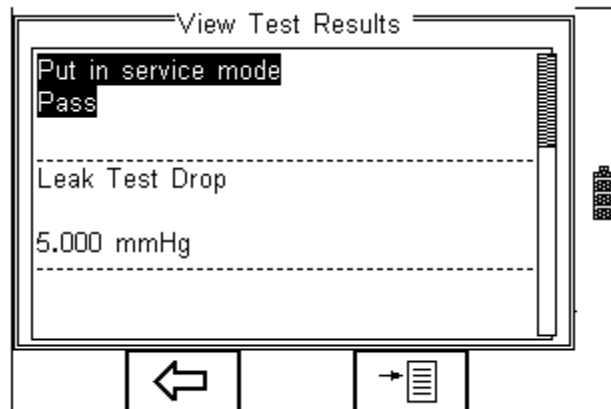 View Test Results
Put in service mode
Pass
Leak Test Drop
5.000 mmHg